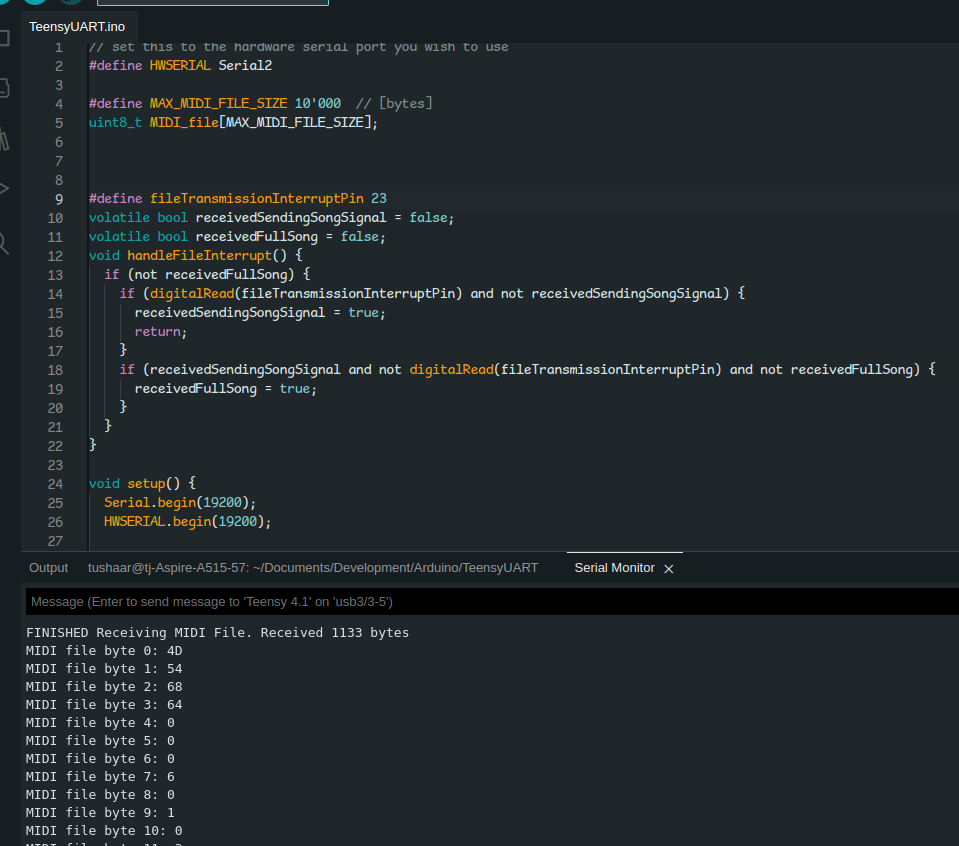 TeensyUART.ino
1 // set this to the hardware serial port you wish to use
2 #define HWSERIAL Serial2
3
4 #define MAX_MIDI_FILE_SIZE 10'000  // [bytes]
5 uint8_t MIDI_file[MAX_MIDI_FILE_SIZE];
6
7
8
9 #define fileTransmissionInterruptPin 23
10 volatile bool receivedSendingSongSignal = false;
11 volatile bool receivedFullSong = false;
12 void handleFileInterrupt() {
13   if (not receivedFullSong) {
14     if (digitalRead(fileTransmissionInterruptPin) and not receivedSendingSongSignal) {
15       receivedSendingSongSignal = true;
16       return;
17     }
18     if (receivedSendingSongSignal and not digitalRead(fileTransmissionInterruptPin) and not receivedFullSong) {
19       receivedFullSong = true;
20     }
21   }
22 }
23
24 void setup() {
25   Serial.begin(19200);
26   HWSERIAL.begin(19200);
27
Output tushaar@tj-Aspire-A515-57: ~/Documents/Development/Arduino/TeensyUART Serial Monitor
Message (Enter to send message to 'Teensy 4.1' on 'usb3/3-5')
FINISHED Receiving MIDI File. Received 1133 bytes
MIDI file byte 0: 4D
MIDI file byte 1: 54
MIDI file byte 2: 68
MIDI file byte 3: 64
MIDI file byte 4: 0
MIDI file byte 5: 0
MIDI file byte 6: 0
MIDI file byte 7: 6
MIDI file byte 8: 0
MIDI file byte 9: 1
MIDI file byte 10: 0